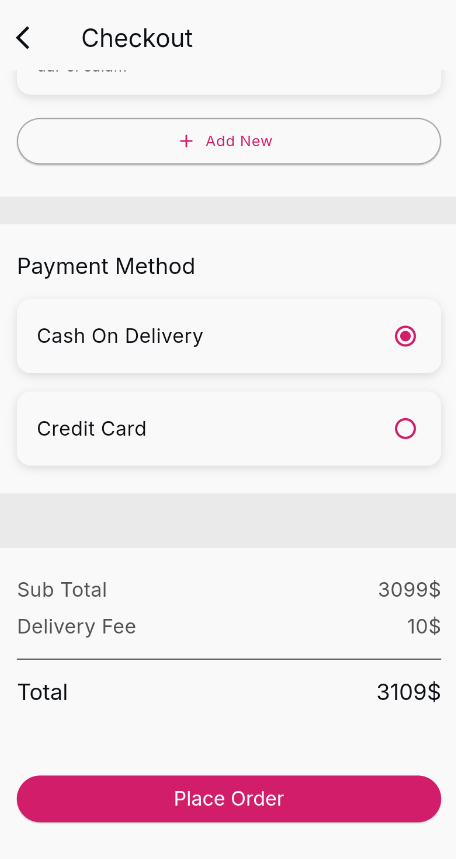 Checkout
+ Add New
Payment Method
Cash On Delivery
Credit Card
Sub Total 3099$
Delivery Fee 10$
Total 3109$
Place Order